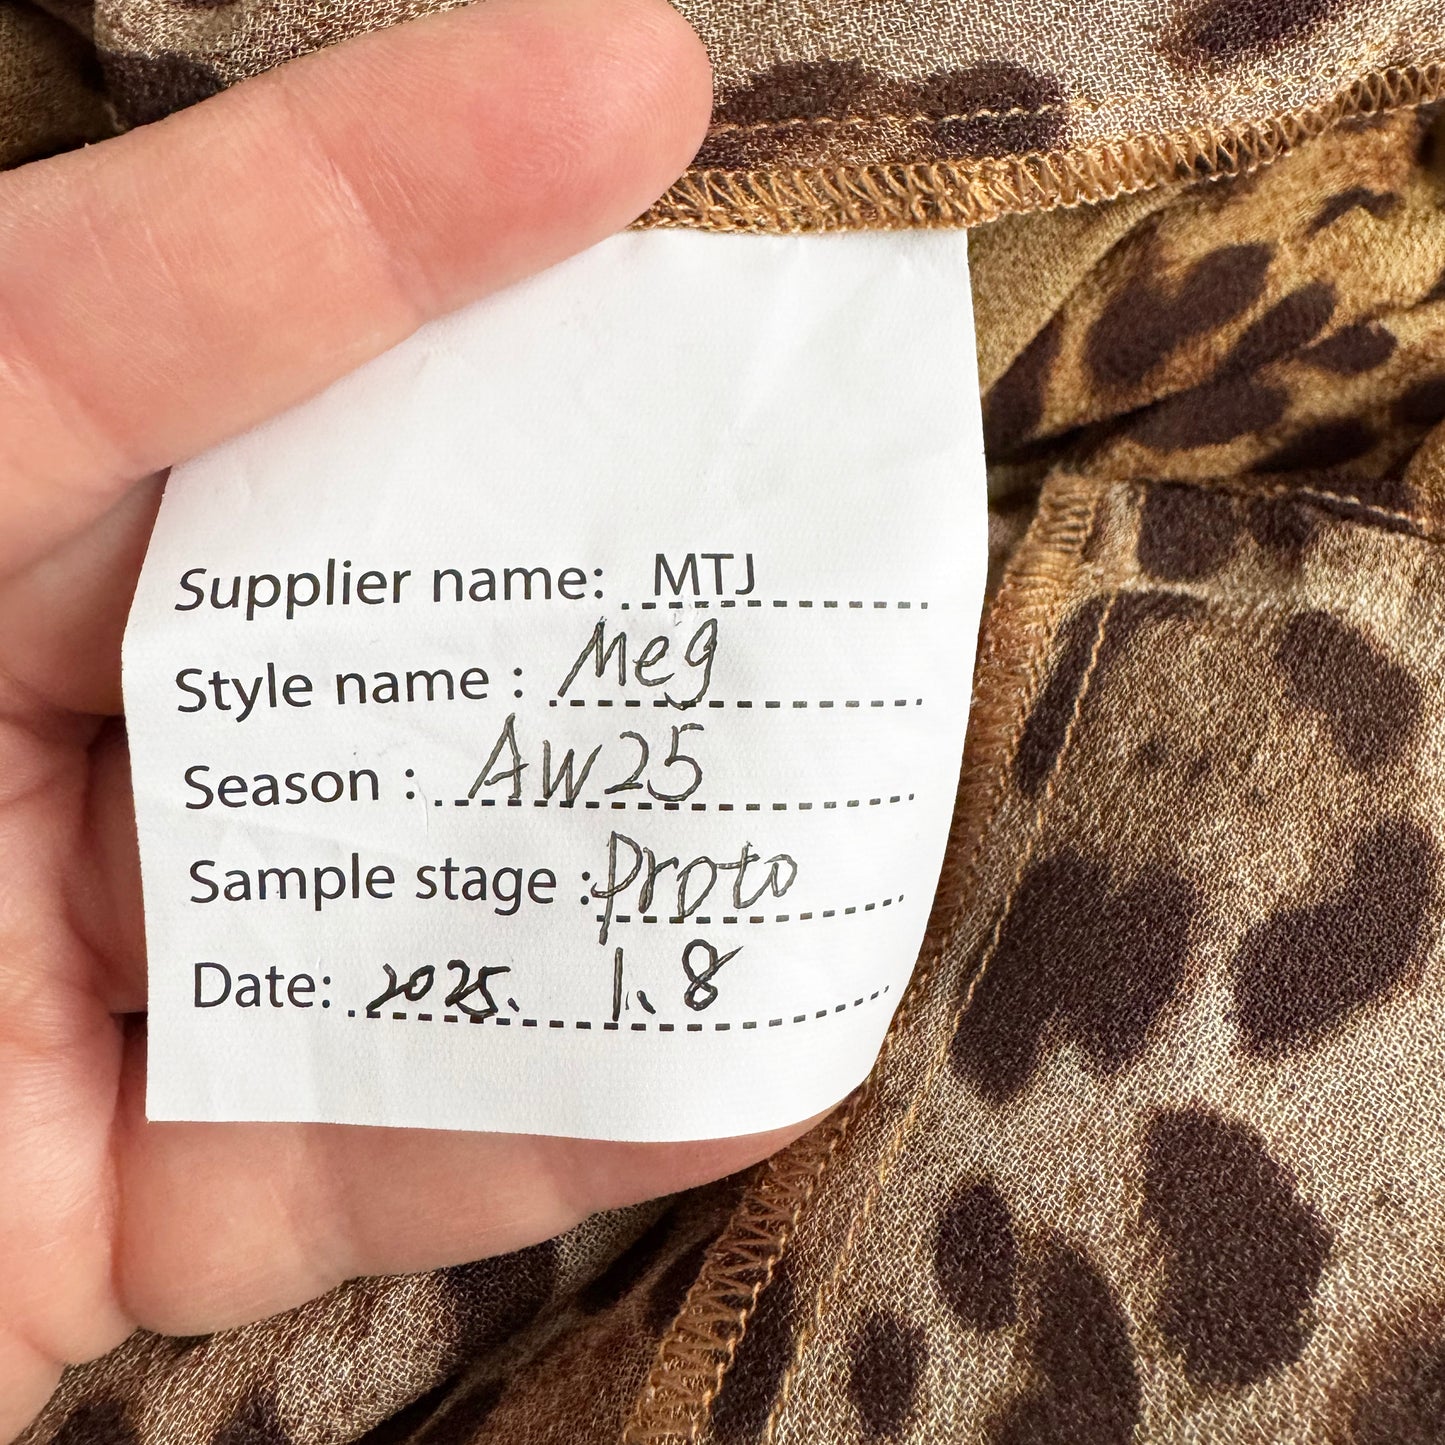 Supplier name: MTJ
Style name : Meg
Season : AW25
Sample stage : Proto
Date: 2025. 1. 8